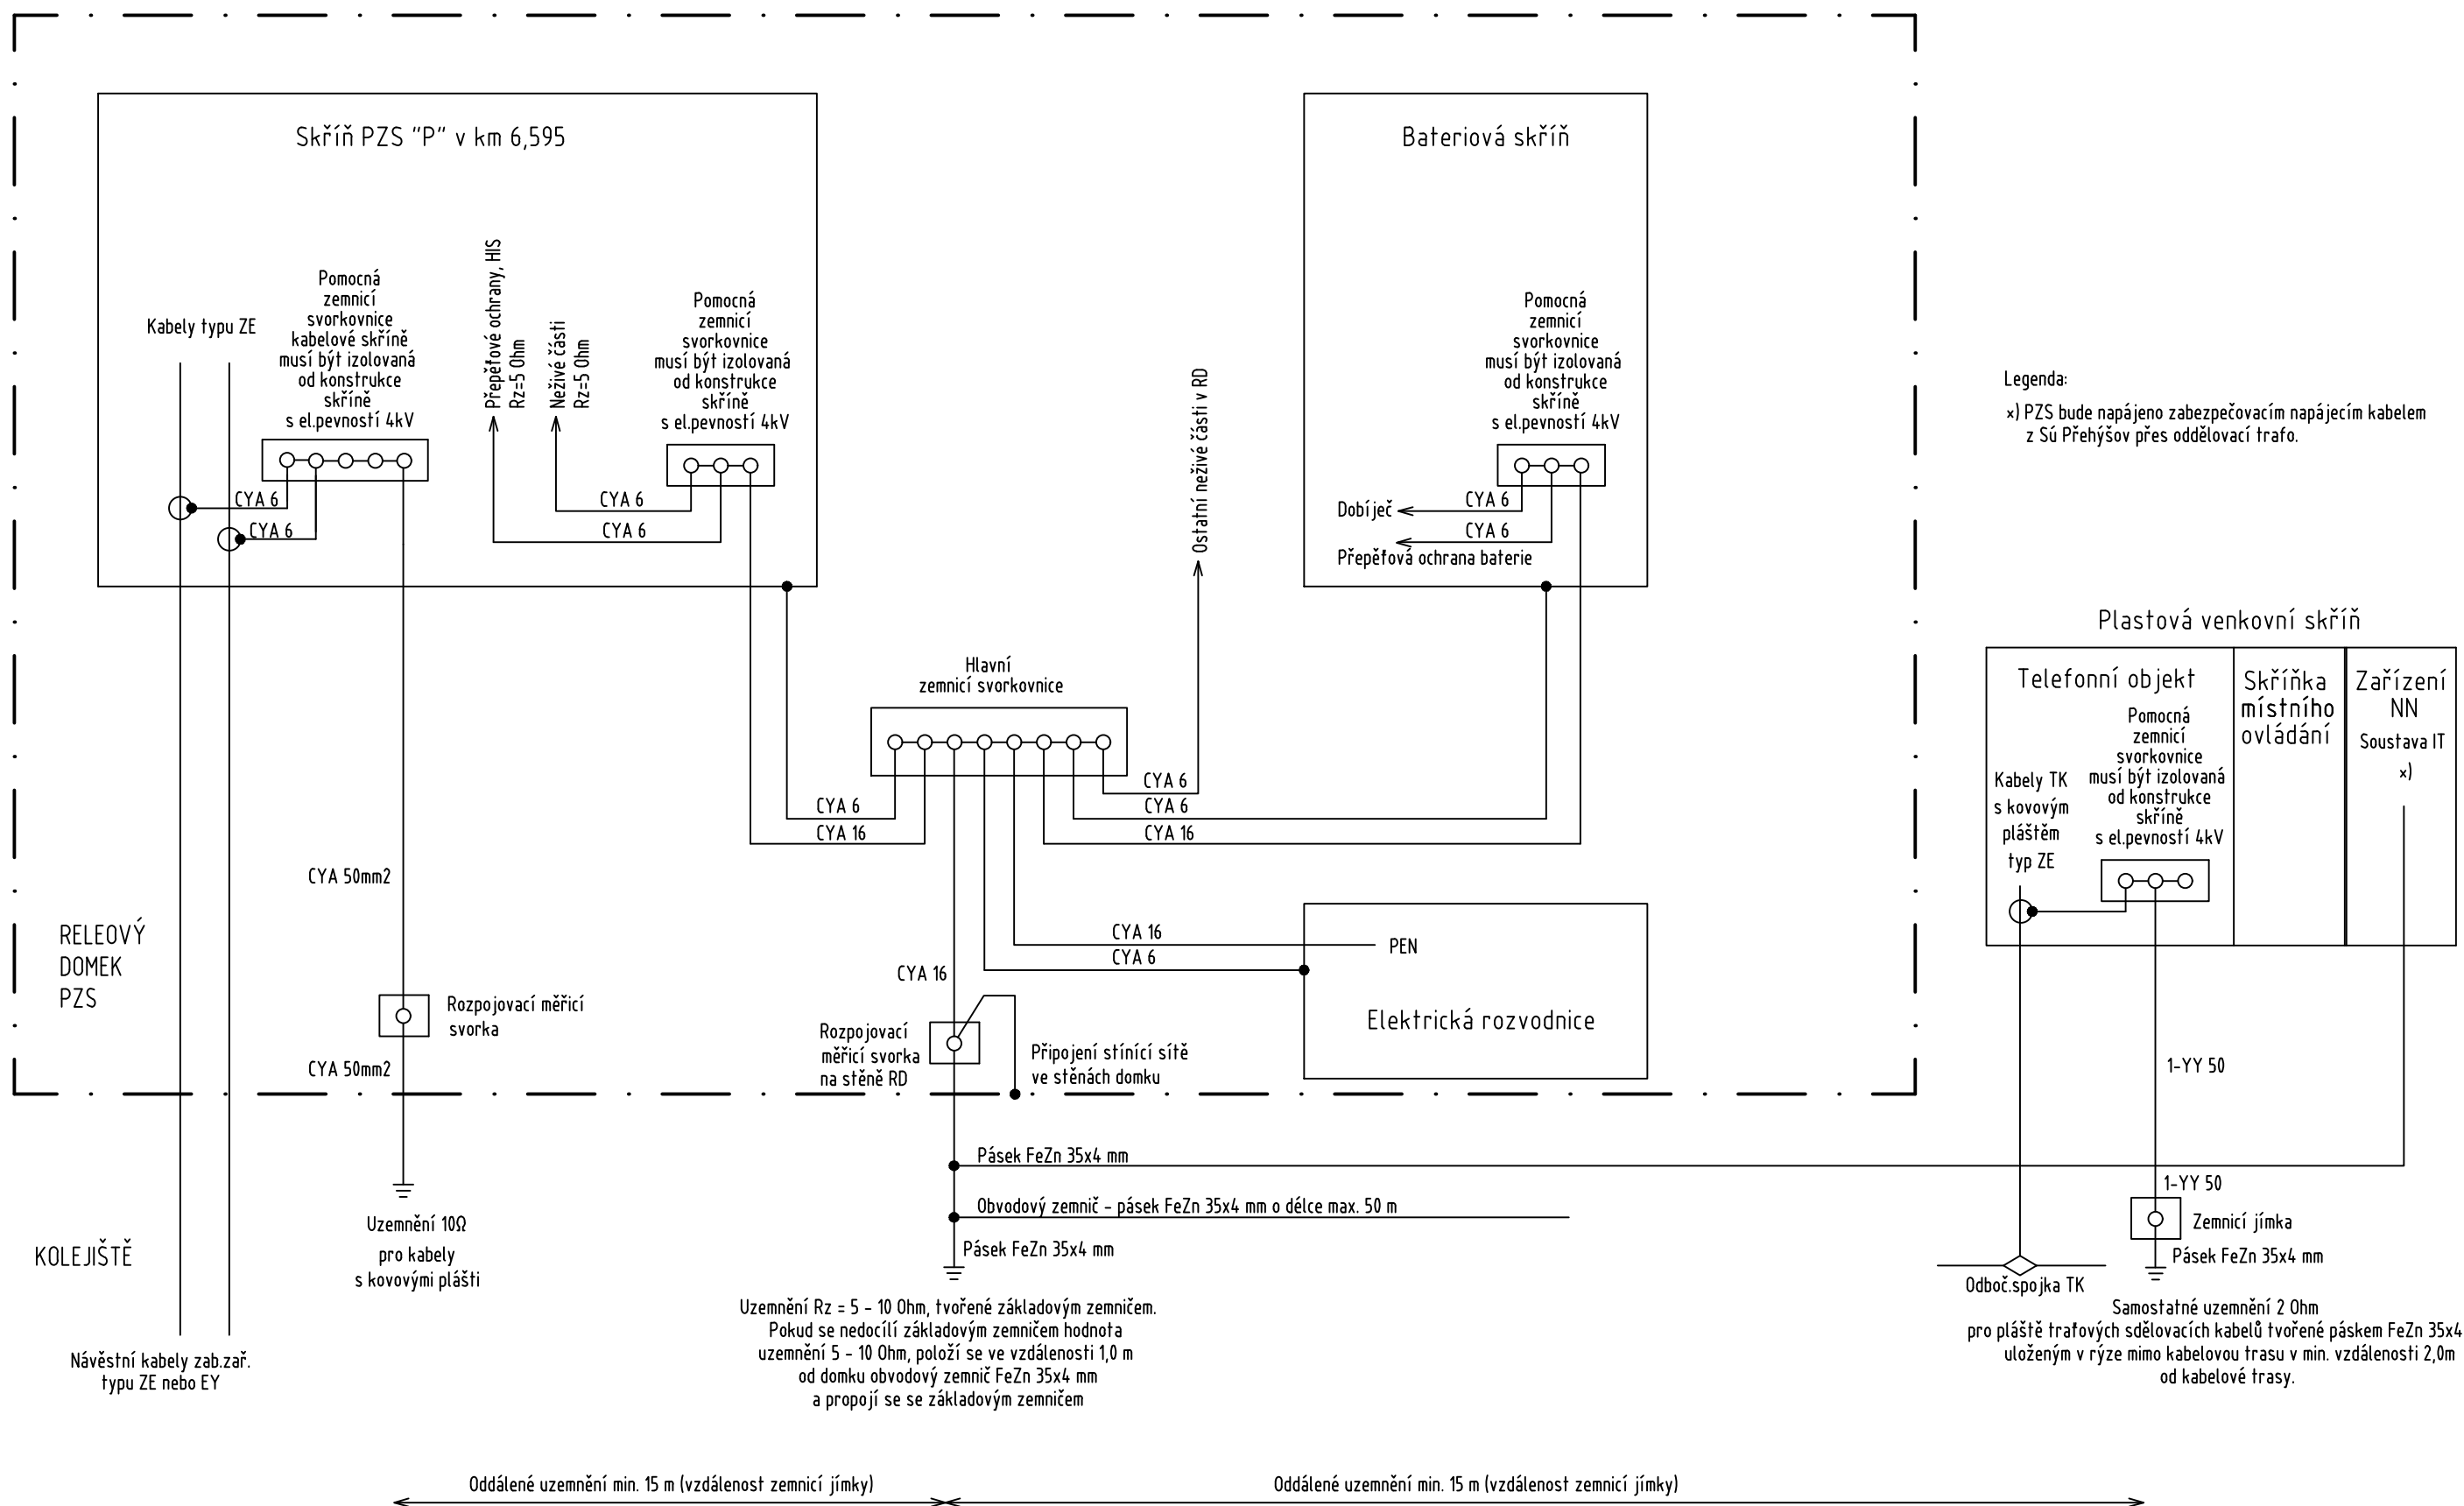 Skříň PZS "P" v km 6,595
Kabely typu ZE
Pomocná
zemnicí
svorkovnice
kabelové skříně
musí být izolovaná
od konstrukce
skříně
s el.pevností 4kV
Přepěťové ochrany, HIS
Rz=5 Ohm
Neživé části
Rz=5 Ohm
Pomocná
zemnicí
svorkovnice
musí být izolovaná
od konstrukce
skříně
s el.pevností 4kV
CYA 6
CYA 6
CYA 6
CYA 6
Ostatní neživé části v RD
Bateriová skříň
Pomocná
zemnicí
svorkovnice
musí být izolovaná
od konstrukce
skříně
s el.pevností 4kV
Dobíječ
CYA 6
CYA 6
Přepěťová ochrana baterie
Legenda:
×) PZS bude napájeno zabezpečovacím napájecím kabelem
z Sú Přehýšov přes oddělovací trafo.
Hlavní
zemnicí svorkovnice
CYA 6
CYA 16
CYA 6
CYA 6
CYA 16
CYA 50mm2
CYA 16
CYA 16
CYA 6
PEN
Elektrická rozvodnice
RELEOVÝ
DOMEK
PZS
Rozpojovací měřicí
svorka
CYA 50mm2
Rozpojovací
měřicí svorka
na stěně RD
Připojení stínící sítě
ve stěnách domku
Plastová venkovní skříň
Telefonní objekt
Pomocná
zemnicí
svorkovnice
musí být izolovaná
od konstrukce
skříně
s el.pevností 4kV
Kabely TK
s kovovým
pláštěm
typ ZE
Skříňka
místního
ovládání
Zařízení
NN
Soustava IT
×)
1-YY 50
1-YY 50
Zemnicí jímka
Pásek FeZn 35x4 mm
Odboč.spojka TK
Samostatné uzemnění 2 Ohm
pro pláště traťových sdělovacích kabelů tvořené páskem FeZn 35x4
uloženým v rýze mimo kabelovou trasu v min. vzdálenosti 2,0m
od kabelové trasy.
Pásek FeZn 35x4 mm
Obvodový zemnič - pásek FeZn 35x4 mm o délce max. 50 m
Pásek FeZn 35x4 mm
Uzemnění Rz = 5 - 10 Ohm, tvořené základovým zemničem.
Pokud se nedocílí základovým zemničem hodnota
uzemnění 5 - 10 Ohm, položí se ve vzdálenosti 1,0 m
od domku obvodový zemnič FeZn 35x4 mm
a propojí se se základovým zemničem
KOLEJIŠTĚ
Uzemnění 10Ω
pro kabely
s kovovými plášti
Návěstní kabely zab.zař.
typu ZE nebo EY
Oddálené uzemnění min. 15 m (vzdálenost zemnicí jímky)
Oddálené uzemnění min. 15 m (vzdálenost zemnicí jímky)